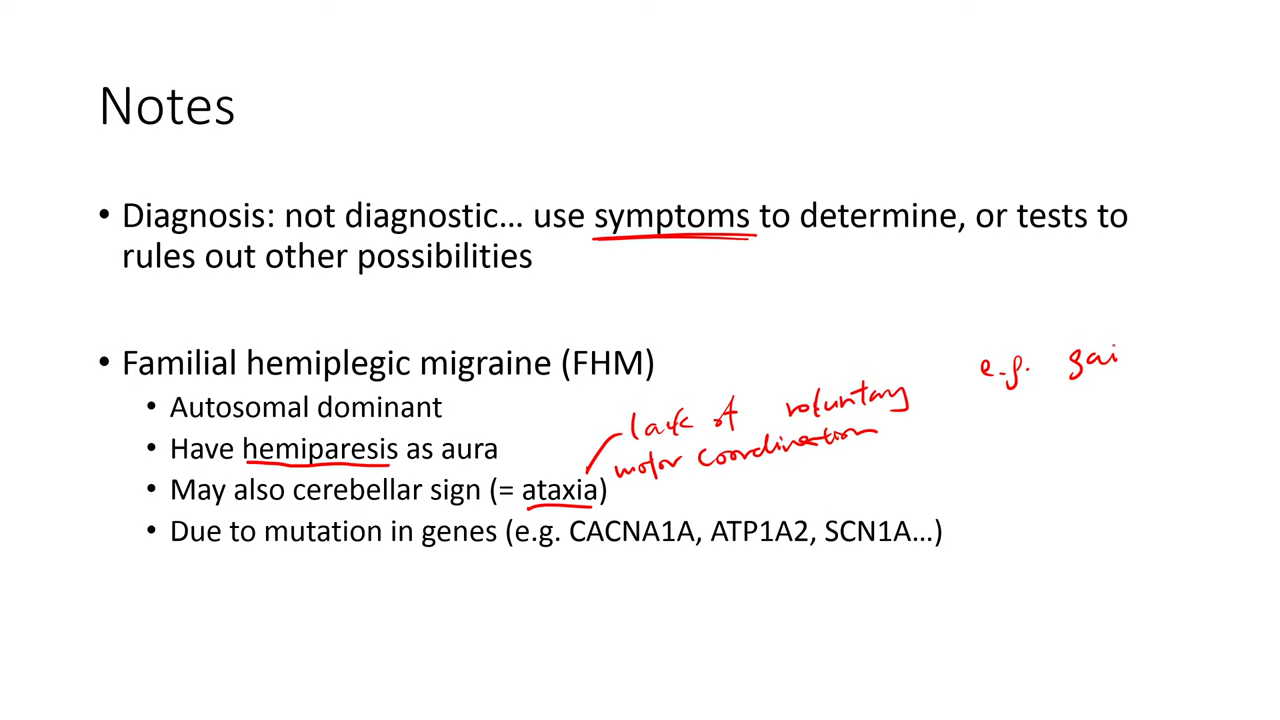 Notes
• Diagnosis: not diagnostic… use symptoms to determine, or tests to
rules out other possibilities
• Familial hemiplegic migraine (FHM)
e.g. gai
• Autosomal dominant
lack of voluntary
• Have hemiparesis as aura
motor coordination
• May also cerebellar sign (= ataxia)
• Due to mutation in genes (e.g. CACNA1A, ATP1A2, SCN1A…)